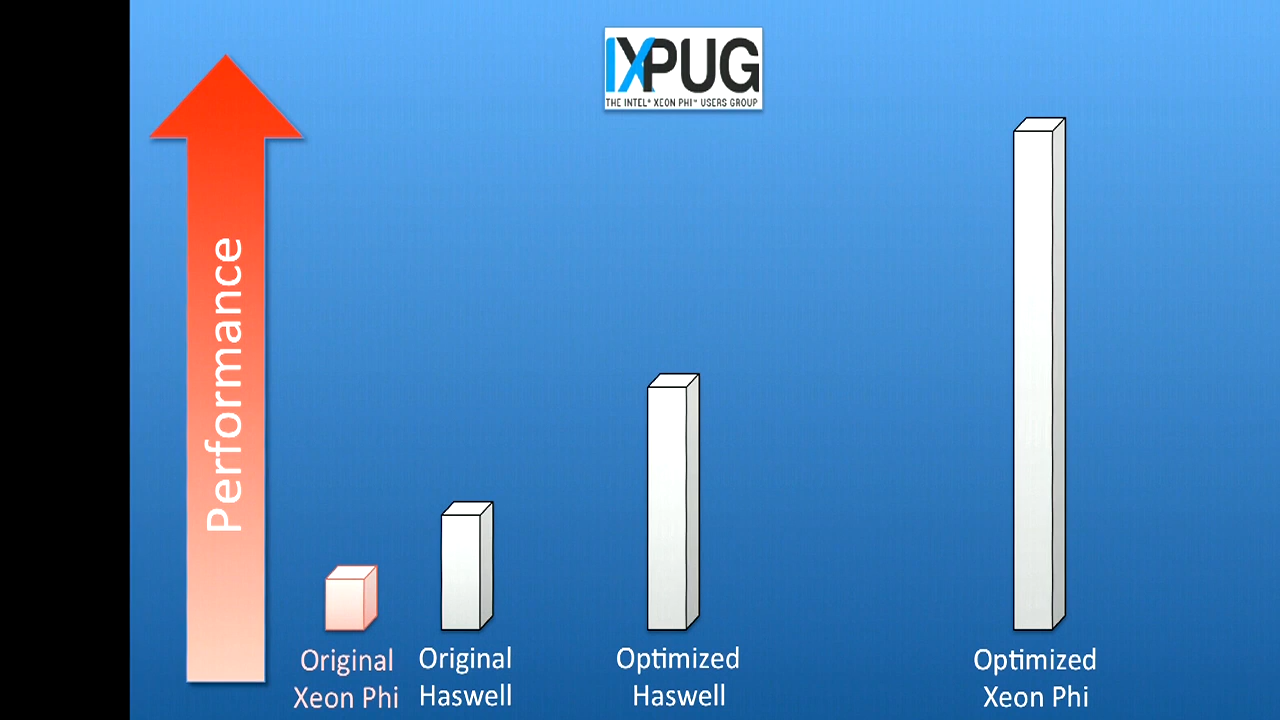 IXPUG
THE INTEL® XEON PHI™ USERS GROUP
Performance
Original
Xeon Phi
Original
Haswell
Optimized
Haswell
Optimized
Xeon Phi